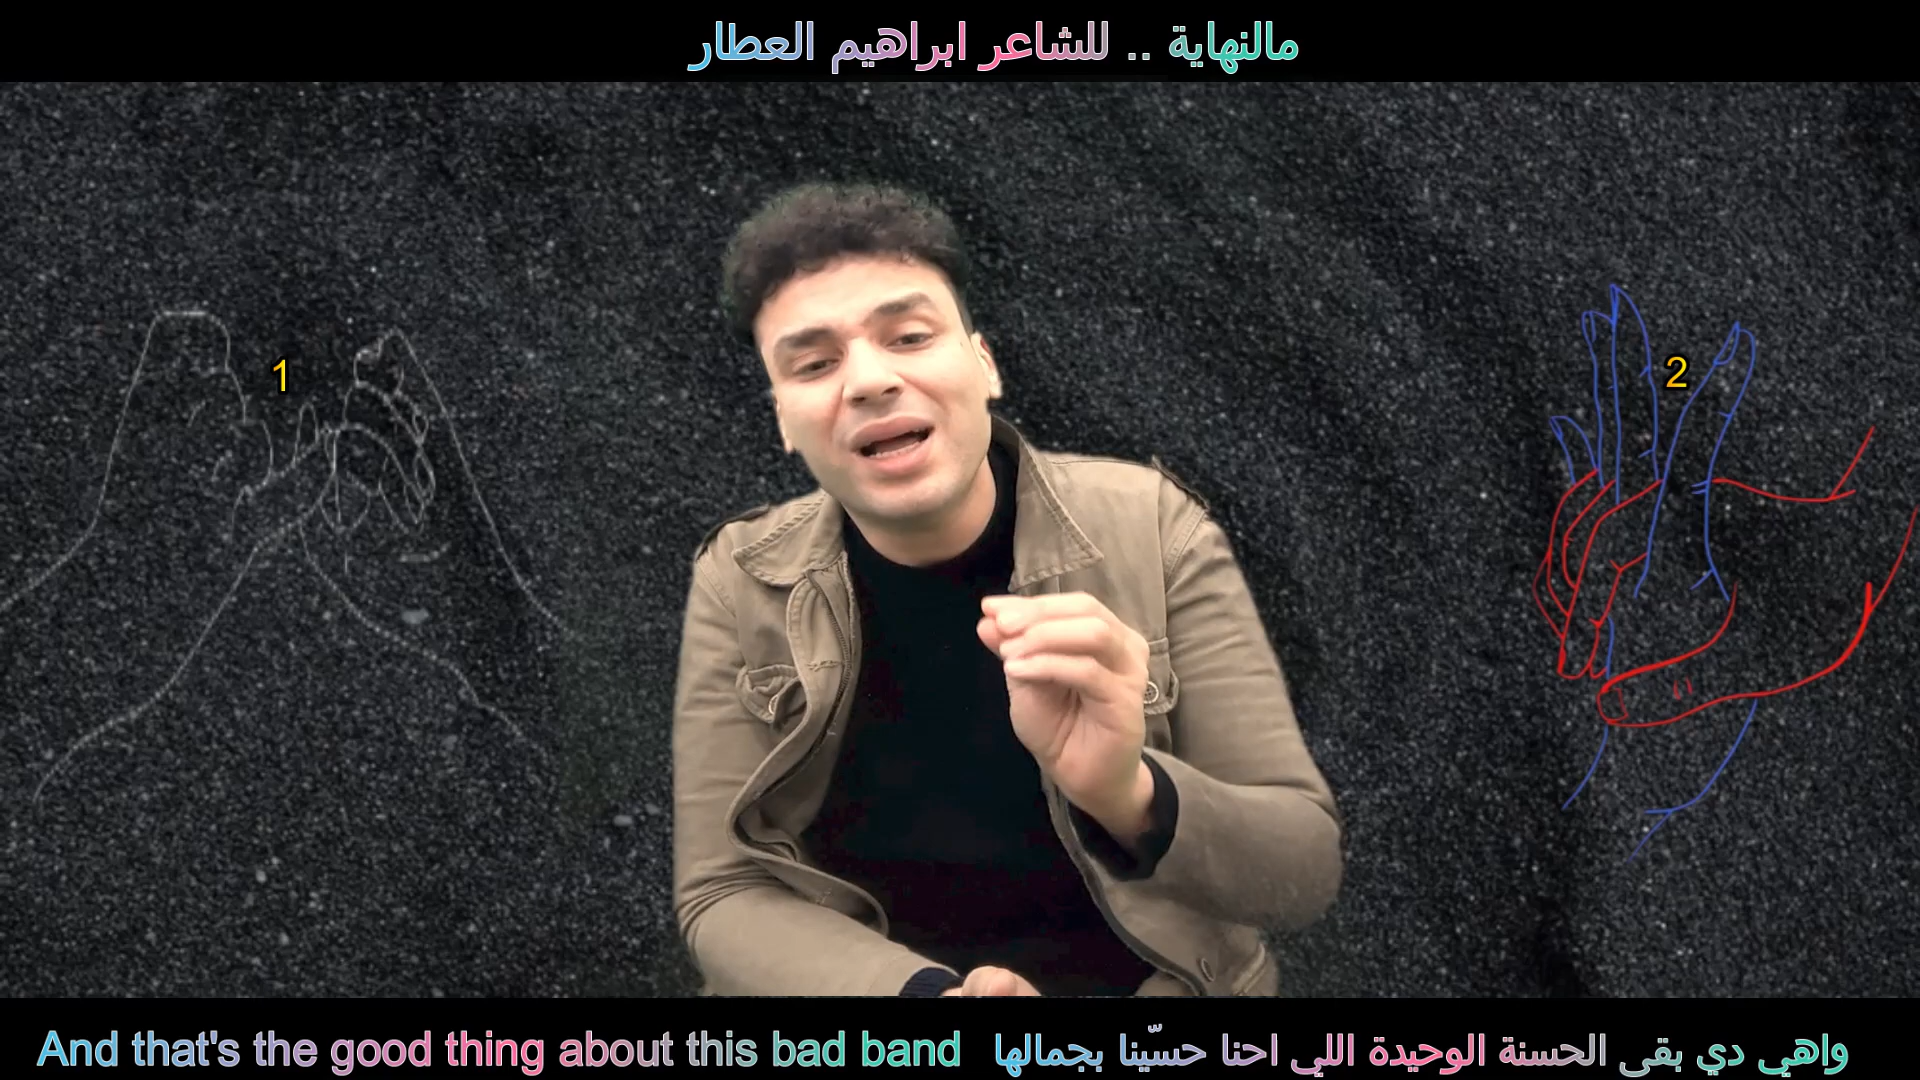 مالنهاية .. للشاعر ابراهيم العطار
1
2
And that's the good thing about this bad band
واهي دي بقى الحسنة الوحيدة اللي احنا حسّينا بجمالها